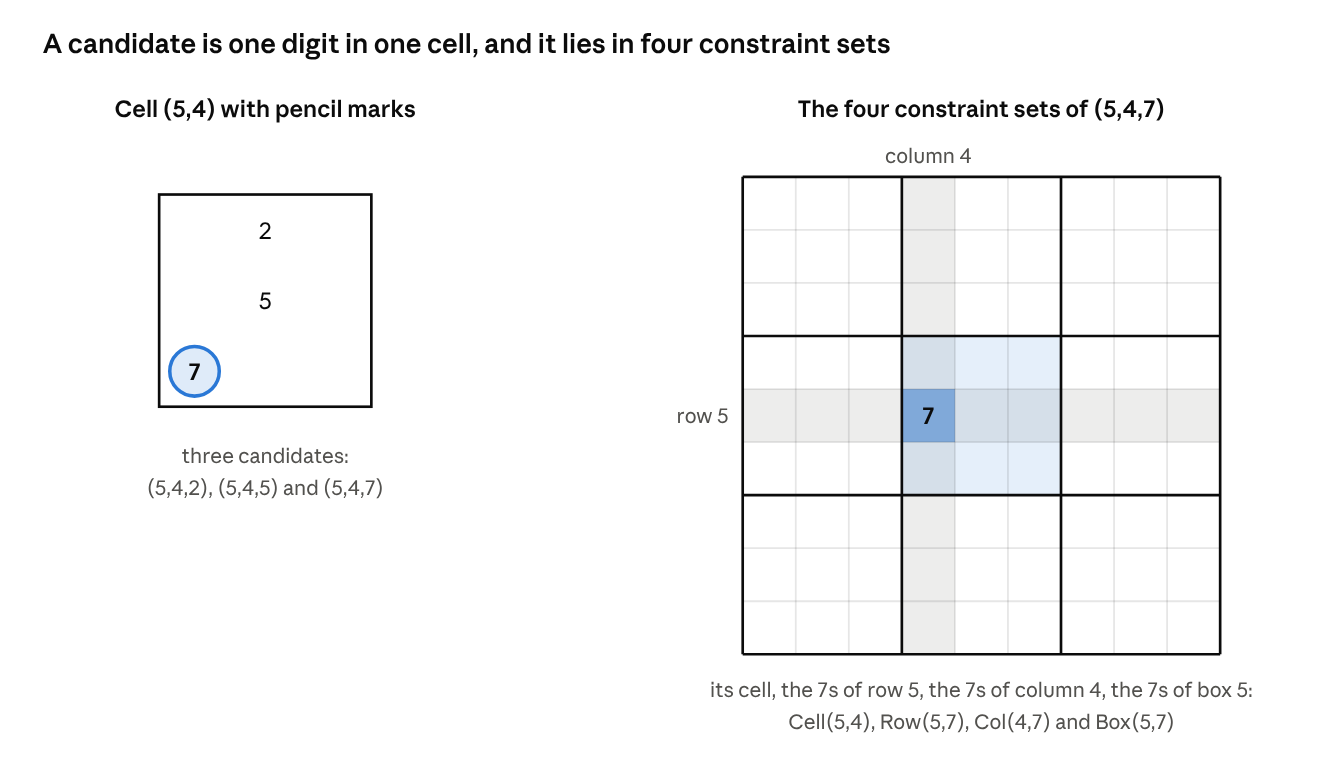 A candidate is one digit in one cell, and it lies in four constraint sets
Cell (5,4) with pencil marks
2
5
7
three candidates:
(5,4,2), (5,4,5) and (5,4,7)
The four constraint sets of (5,4,7)
column 4
row 5
7
its cell, the 7s of row 5, the 7s of column 4, the 7s of box 5:
Cell(5,4), Row(5,7), Col(4,7) and Box(5,7)